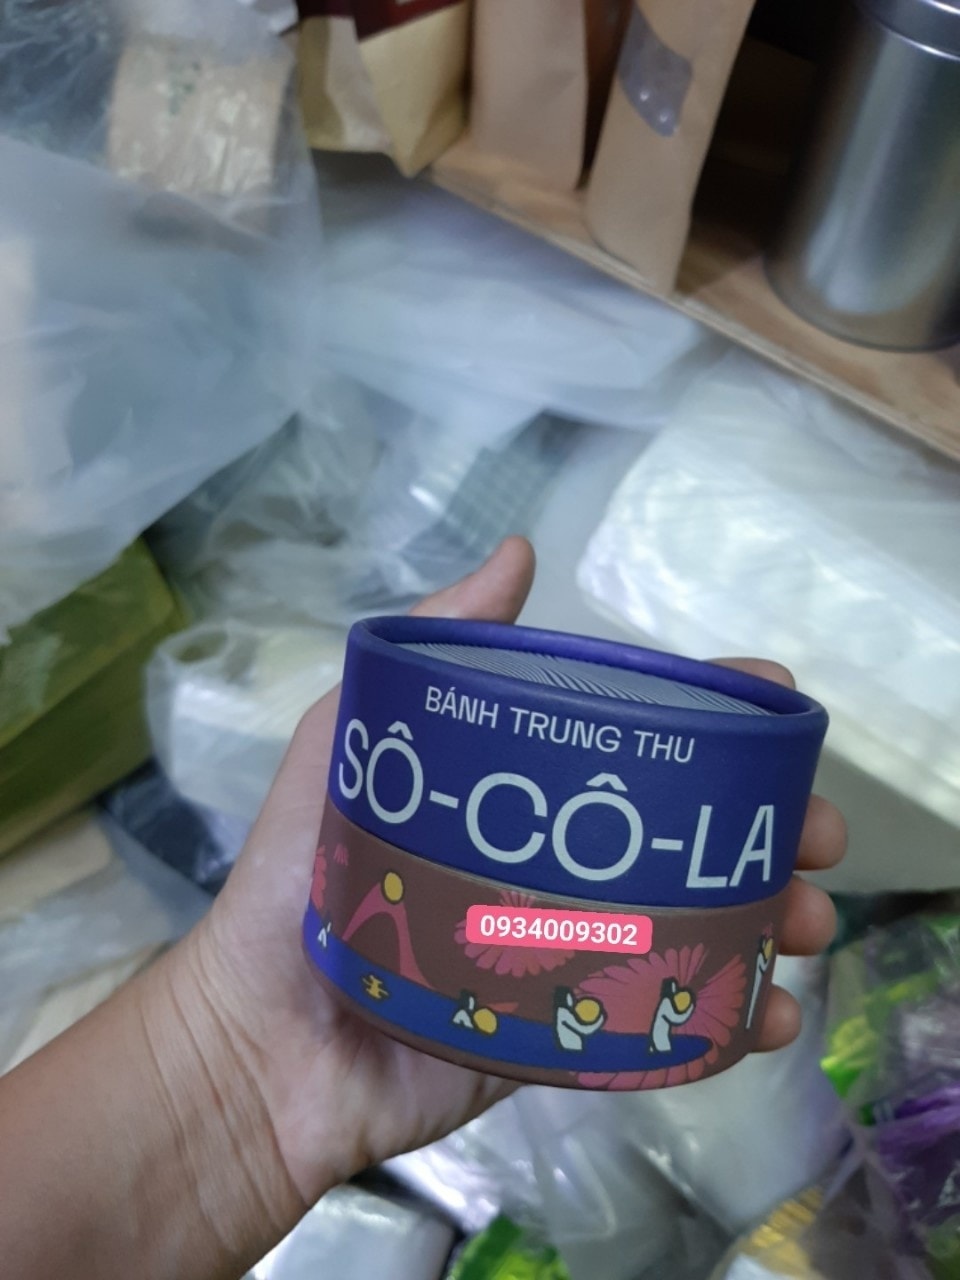 BÁNH TRUNG THU
SÔ-CÔ-LA
0934009302